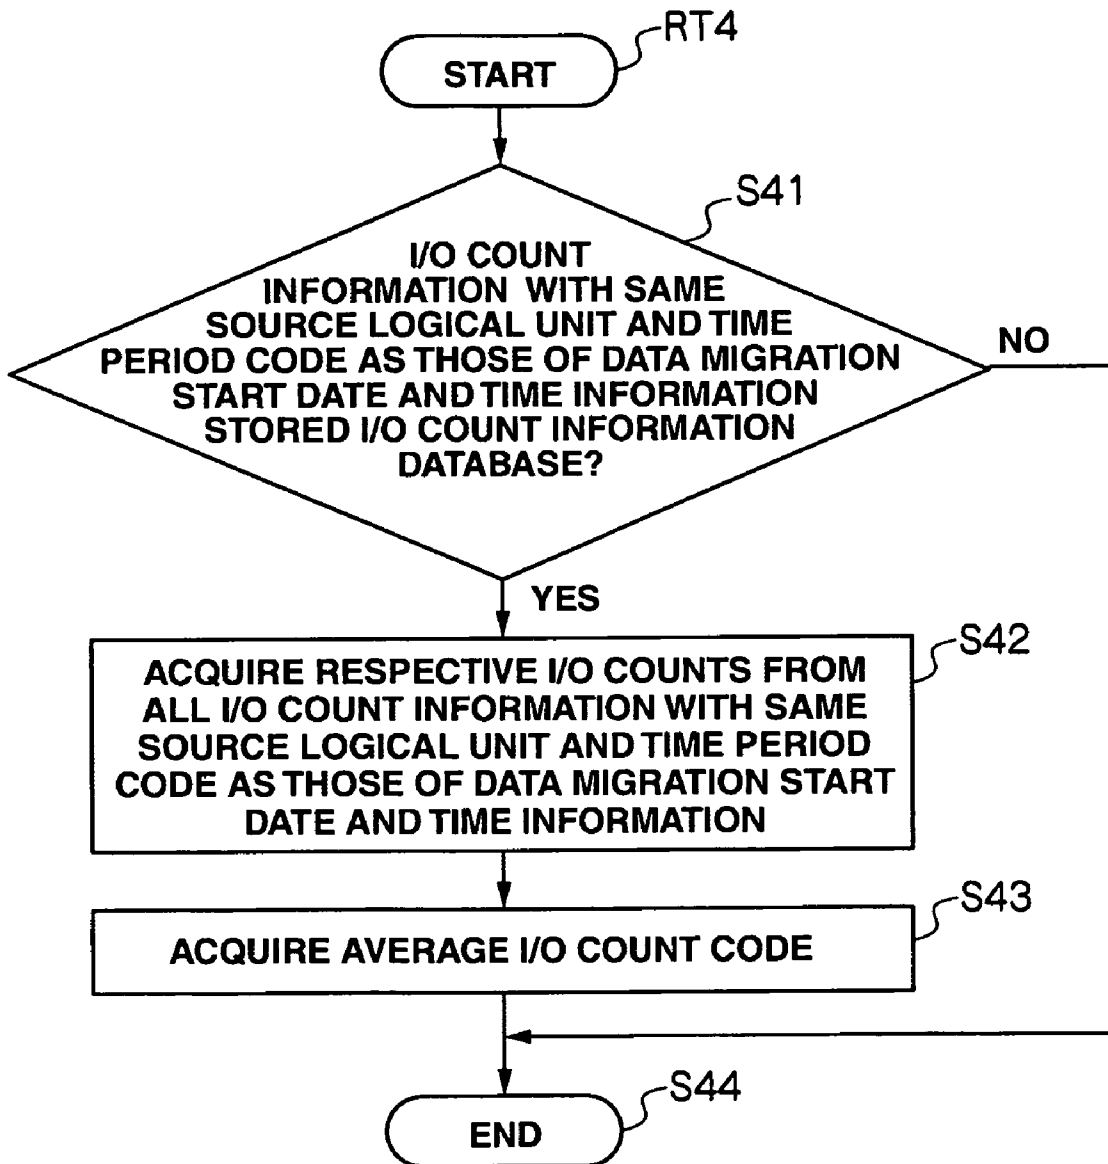 RT4
START
S41
I/O COUNT
INFORMATION WITH SAME
SOURCE LOGICAL UNIT AND TIME
PERIOD CODE AS THOSE OF DATA MIGRATION
START DATE AND TIME INFORMATION
STORED I/O COUNT INFORMATION
DATABASE?
NO
YES
S42
ACQUIRE RESPECTIVE I/O COUNTS FROM
ALL I/O COUNT INFORMATION WITH SAME
SOURCE LOGICAL UNIT AND TIME PERIOD
CODE AS THOSE OF DATA MIGRATION START
DATE AND TIME INFORMATION
S43
ACQUIRE AVERAGE I/O COUNT CODE
S44
END